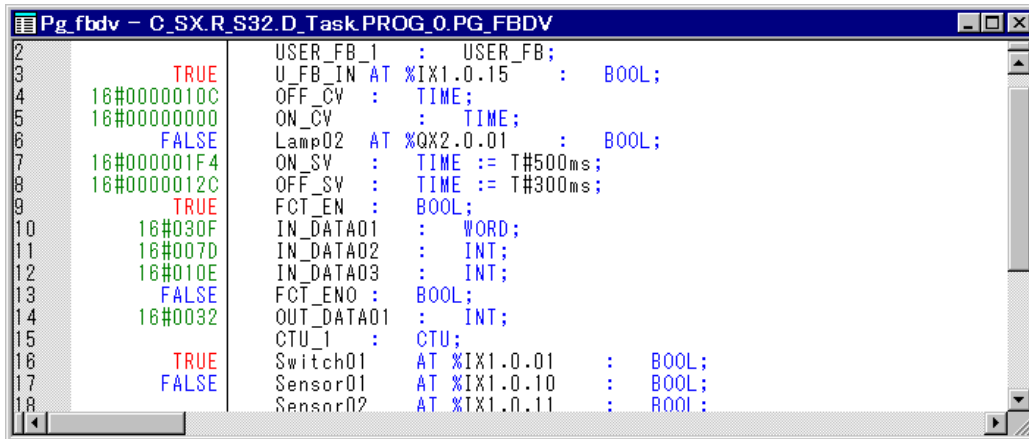 Pg_fbdv - C_SX.R_S32.D_Task.PROG_0.PG_FBDV
2 USER_FB_1 : USER_FB;
3 TRUE U_FB_IN AT %IX1.0.15 : BOOL;
4 16#0000010C OFF_CV : TIME;
5 16#00000000 ON_CV : TIME;
6 FALSE Lamp02 AT %QX2.0.01 : BOOL;
7 16#000001F4 ON_SV : TIME := T#500ms;
8 16#0000012C OFF_SV : TIME := T#300ms;
9 TRUE FCT_EN : BOOL;
10 16#030F IN_DATA01 : WORD;
11 16#007D IN_DATA02 : INT;
12 16#010E IN_DATA03 : INT;
13 FALSE FCT_ENO : BOOL;
14 16#0032 OUT_DATA01 : INT;
15 CTU_1 : CTU;
16 TRUE Switch01 AT %IX1.0.01 : BOOL;
17 FALSE Sensor01 AT %IX1.0.10 : BOOL;
18 Sensor02 AT %IX1.0.11 : BOOL;